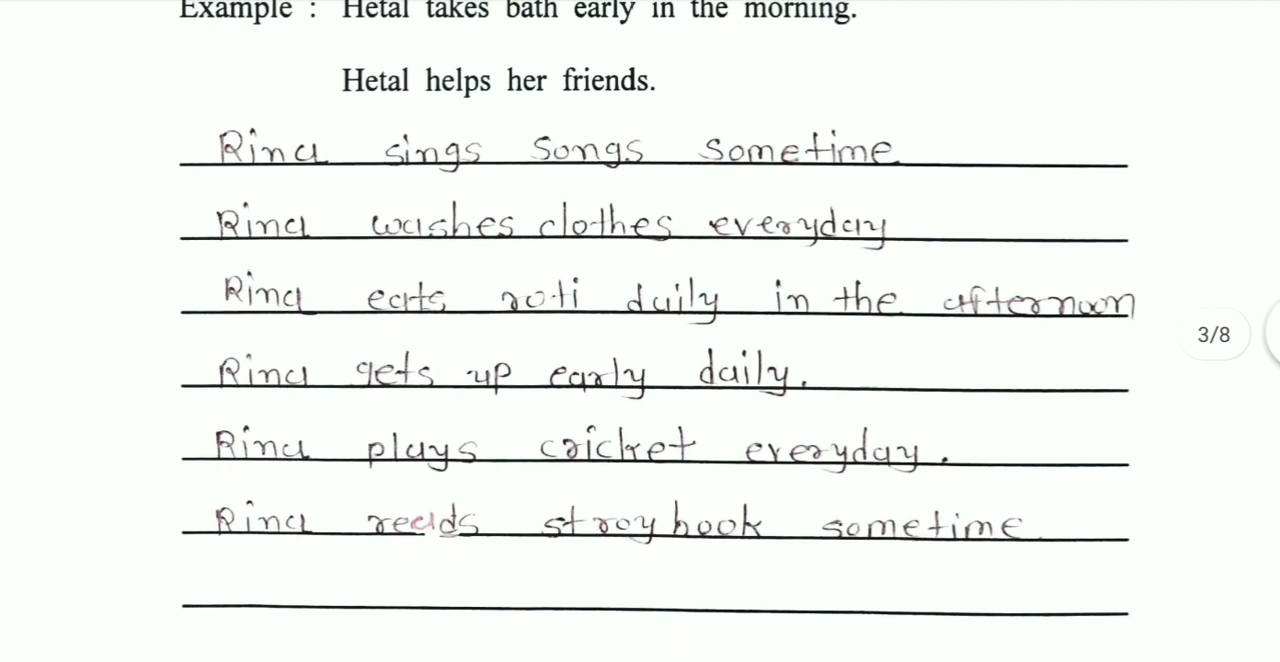 Example : Hetal takes bath early in the morning.
Hetal helps her friends.
Rina sings songs sometime
Rina washes clothes everyday
Rina eats roti daily in the afternoon
3/8
Rina gets up early daily.
Rina plays cricket everyday.
Rina reads stroybook sometime